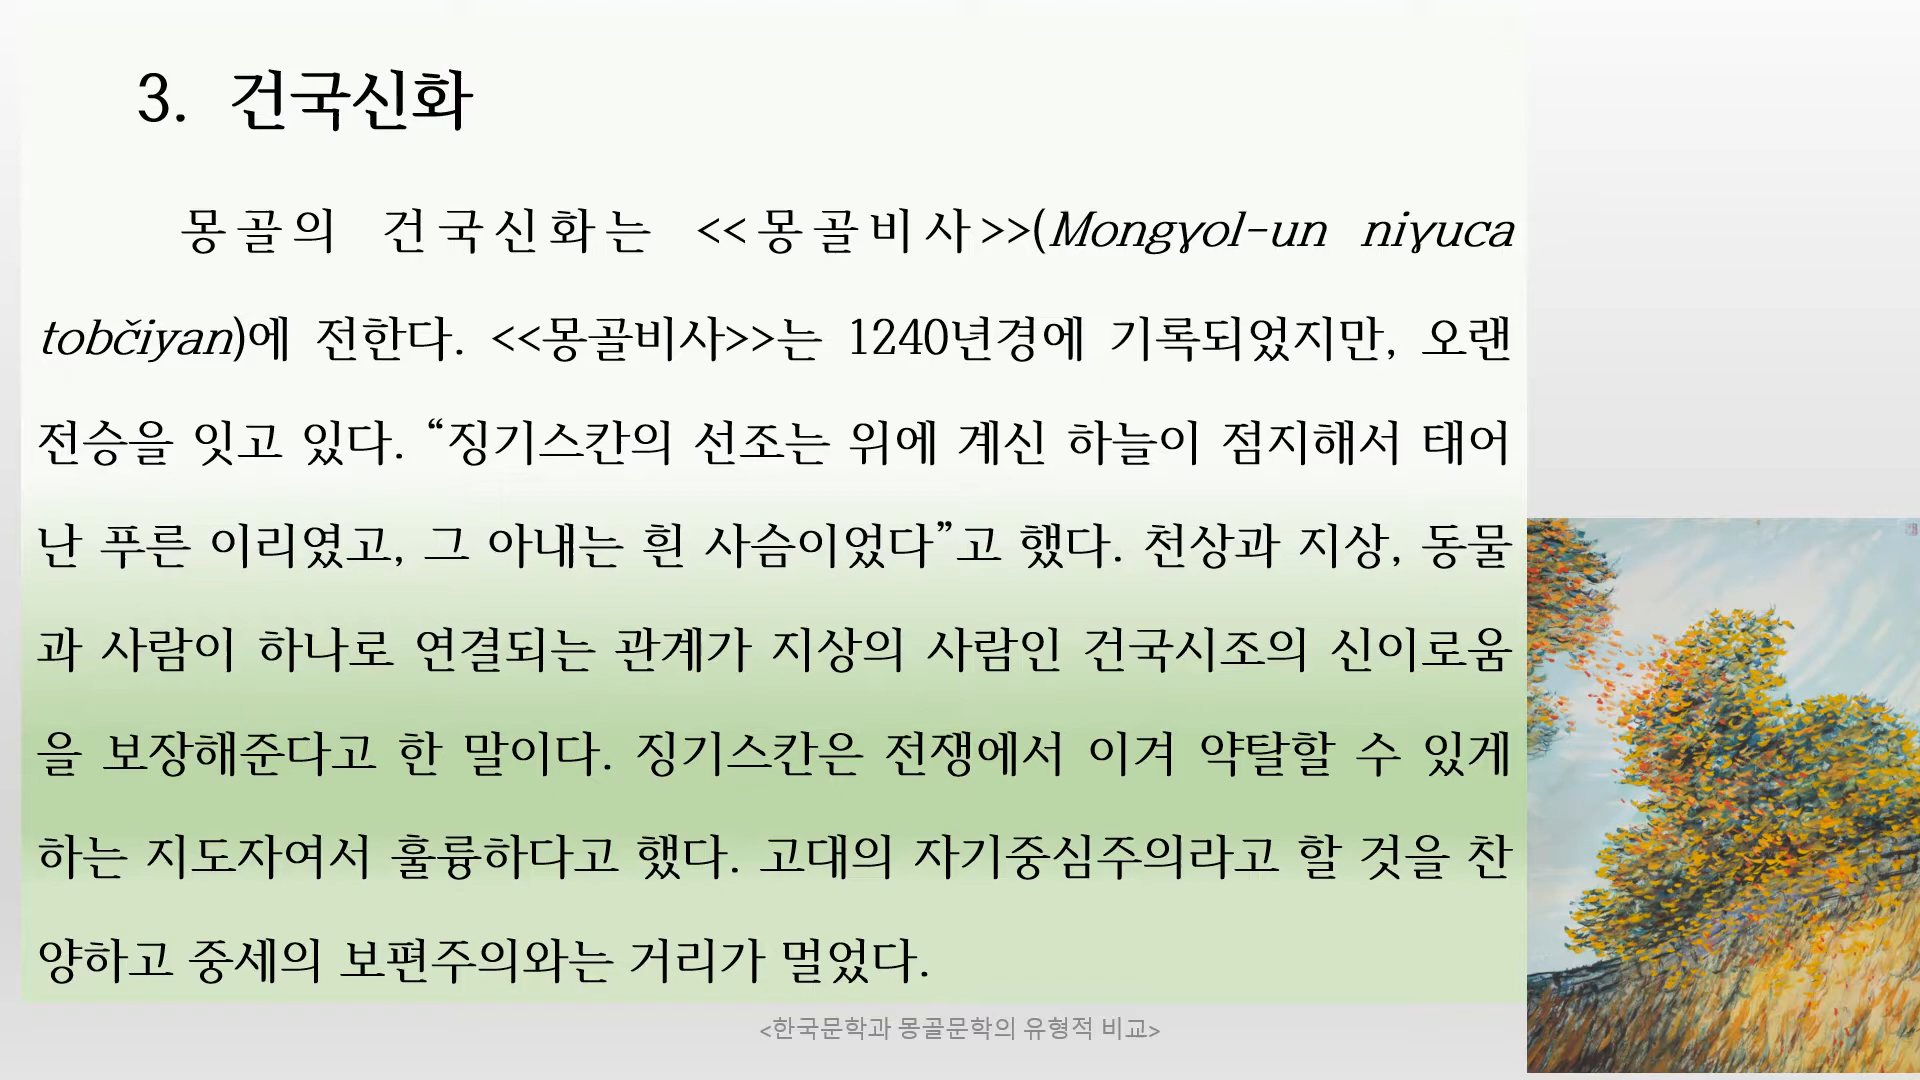 3. 건국신화
몽골의 건국신화는 <<몽골비사>>(Mongγol-un niγuca
tobčiyan)에 전한다. <<몽골비사>>는 1240년경에 기록되었지만, 오랜
전승을 잇고 있다. “징기스칸의 선조는 위에 계신 하늘이 점지해서 태어
난 푸른 이리였고, 그 아내는 흰 사슴이었다”고 했다. 천상과 지상, 동물
과 사람이 하나로 연결되는 관계가 지상의 사람인 건국시조의 신이로움
을 보장해준다고 한 말이다. 징기스칸은 전쟁에서 이겨 약탈할 수 있게
하는 지도자여서 훌륭하다고 했다. 고대의 자기중심주의라고 할 것을 찬
양하고 중세의 보편주의와는 거리가 멀었다.
<한국문학과 몽골문학의 유형적 비교>